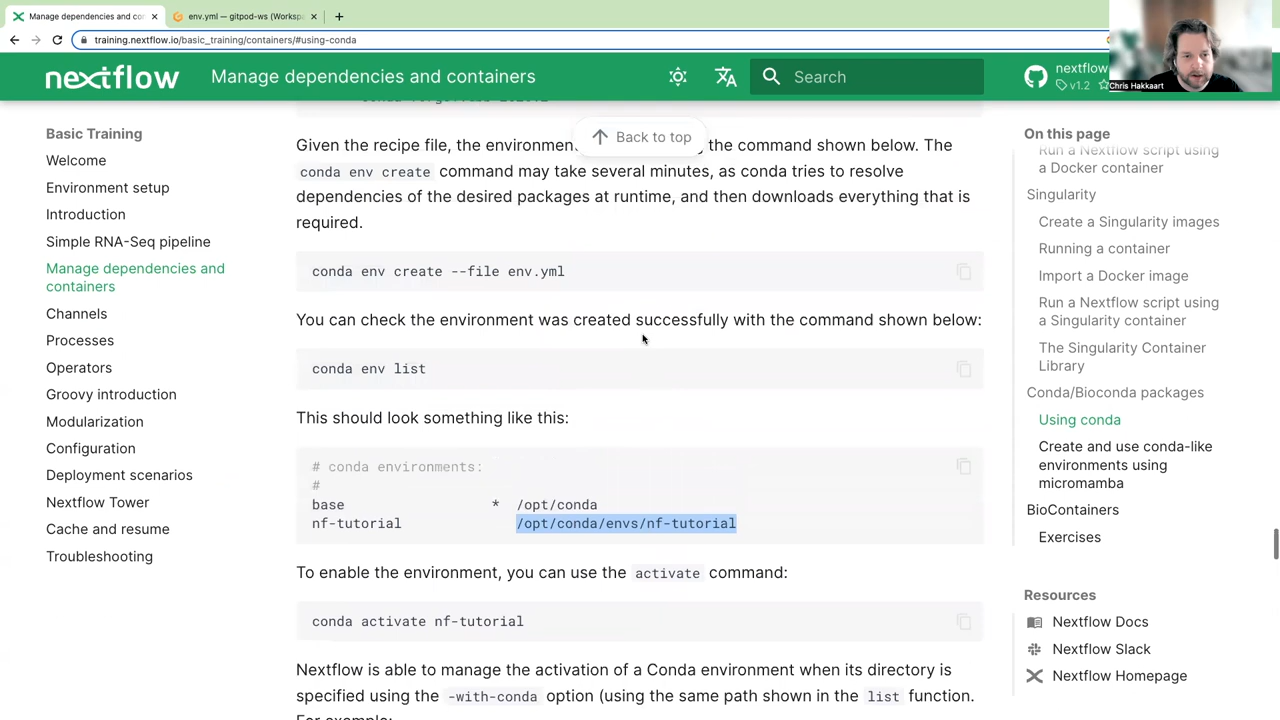 Manage dependencies and co
env.yml — gitpod-ws (Worksp
training.nextflow.io/basic_training/containers/#using-conda
nextflow
Manage dependencies and containers
Search
nextflow
v1.2
Chris Hakkaart
Basic Training
Welcome
Environment setup
Introduction
Simple RNA-Seq pipeline
Manage dependencies and
containers
Channels
Processes
Operators
Groovy introduction
Modularization
Configuration
Deployment scenarios
Nextflow Tower
Cache and resume
Troubleshooting
Back to top
Given the recipe file, the environmen the command shown below. The
conda env create command may take several minutes, as conda tries to resolve
dependencies of the desired packages at runtime, and then downloads everything that is
required.
conda env create --file env.yml
You can check the environment was created successfully with the command shown below:
conda env list
This should look something like this:
# conda environments:
#
base * /opt/conda
nf-tutorial /opt/conda/envs/nf-tutorial
To enable the environment, you can use the activate command:
conda activate nf-tutorial
Nextflow is able to manage the activation of a Conda environment when its directory is
specified using the -with-conda option (using the same path shown in the list function.
For example:
On this page
Run a Nextflow script using
a Docker container
Singularity
Create a Singularity images
Running a container
Import a Docker image
Run a Nextflow script using
a Singularity container
The Singularity Container
Library
Conda/Bioconda packages
Using conda
Create and use conda-like
environments using
micromamba
BioContainers
Exercises
Resources
Nextflow Docs
Nextflow Slack
Nextflow Homepage